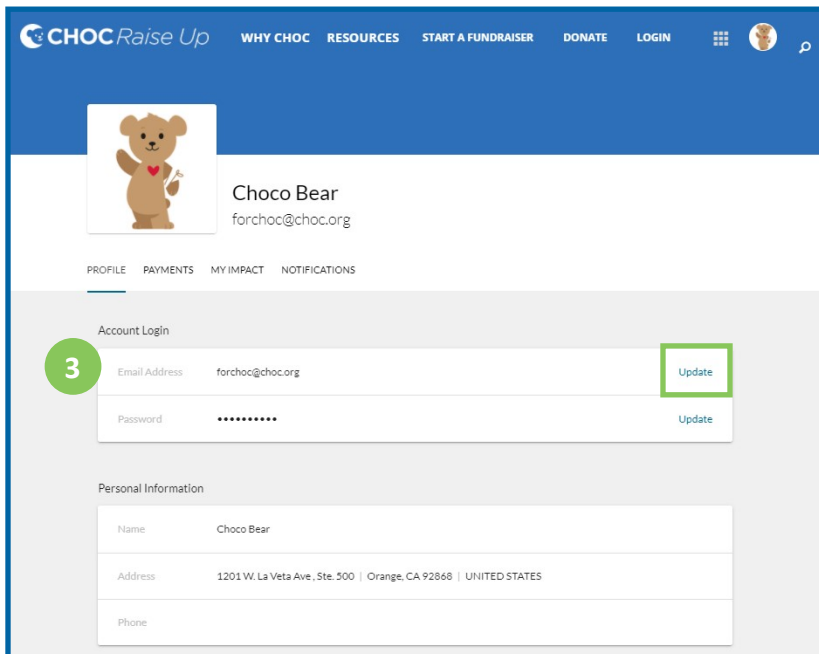 CHOC Raise Up WHY CHOC RESOURCES START A FUNDRAISER DONATE LOGIN
Choco Bear
forchoc@choc.org
PROFILE PAYMENTS MY IMPACT NOTIFICATIONS
Account Login
3 Email Address forchoc@choc.org Update
Password •••••••••• Update
Personal Information
Name Choco Bear
Address 1201 W. La Veta Ave , Ste. 500 | Orange, CA 92868 | UNITED STATES
Phone